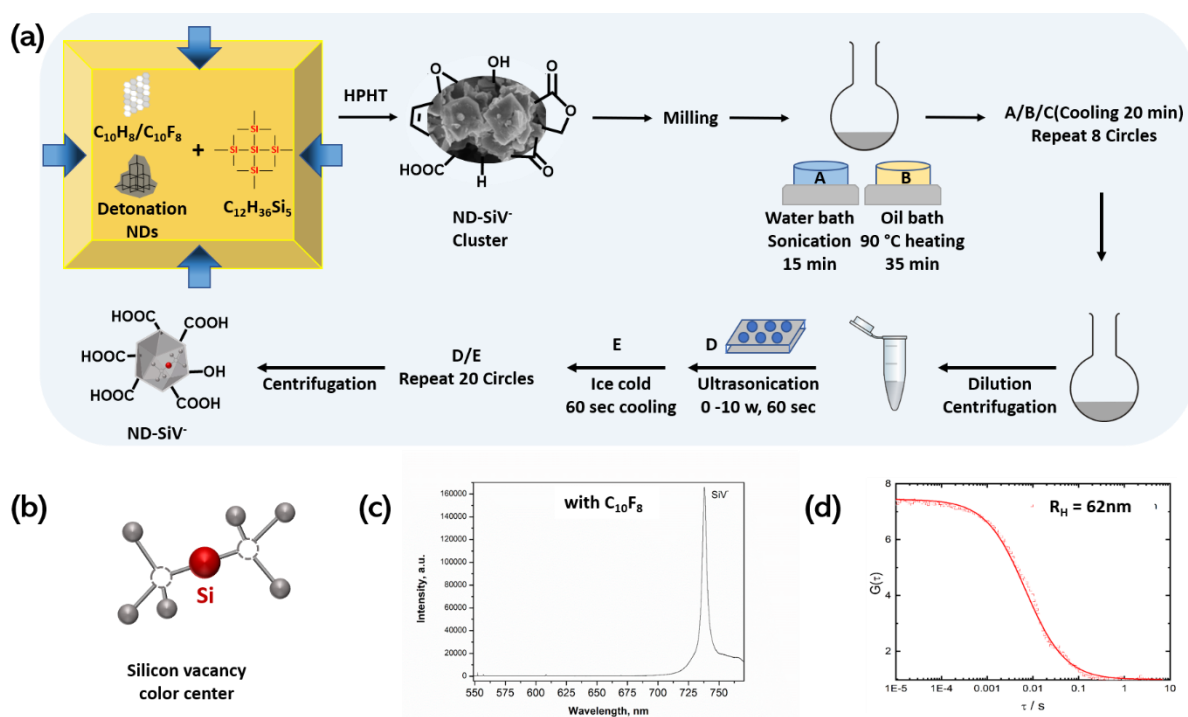 (a)
C10H8/C10F8
+
Detonation
NDs
Si
Si Si Si
Si
C12H36Si5
HPHT
O
OH
O
O
O
HOOC
H
ND-SiV-
Cluster
Milling
A
B
Water bath
Sonication
15 min
Oil bath
90 °C heating
35 min
A/B/C(Cooling 20 min)
Repeat 8 Circles
Dilution
Centrifugation
D
Ultrasonication
0 -10 w, 60 sec
E
Ice cold
60 sec cooling
D/E
Repeat 20 Circles
Centrifugation
HOOC
COOH
HOOC
OH
HOOC
COOH
ND-SiV-
(b)
Si
Silicon vacancy
color center
(c)
with C10F8
SiV-
Intensity, a.u.
160000
140000
120000
100000
80000
60000
40000
20000
0
550 575 600 625 650 675 700 725 750
Wavelength, nm
(d)
RH = 62nm
G(τ)
8
6
4
2
1E-5 1E-4 0.001 0.01 0.1 1 10
τ / s